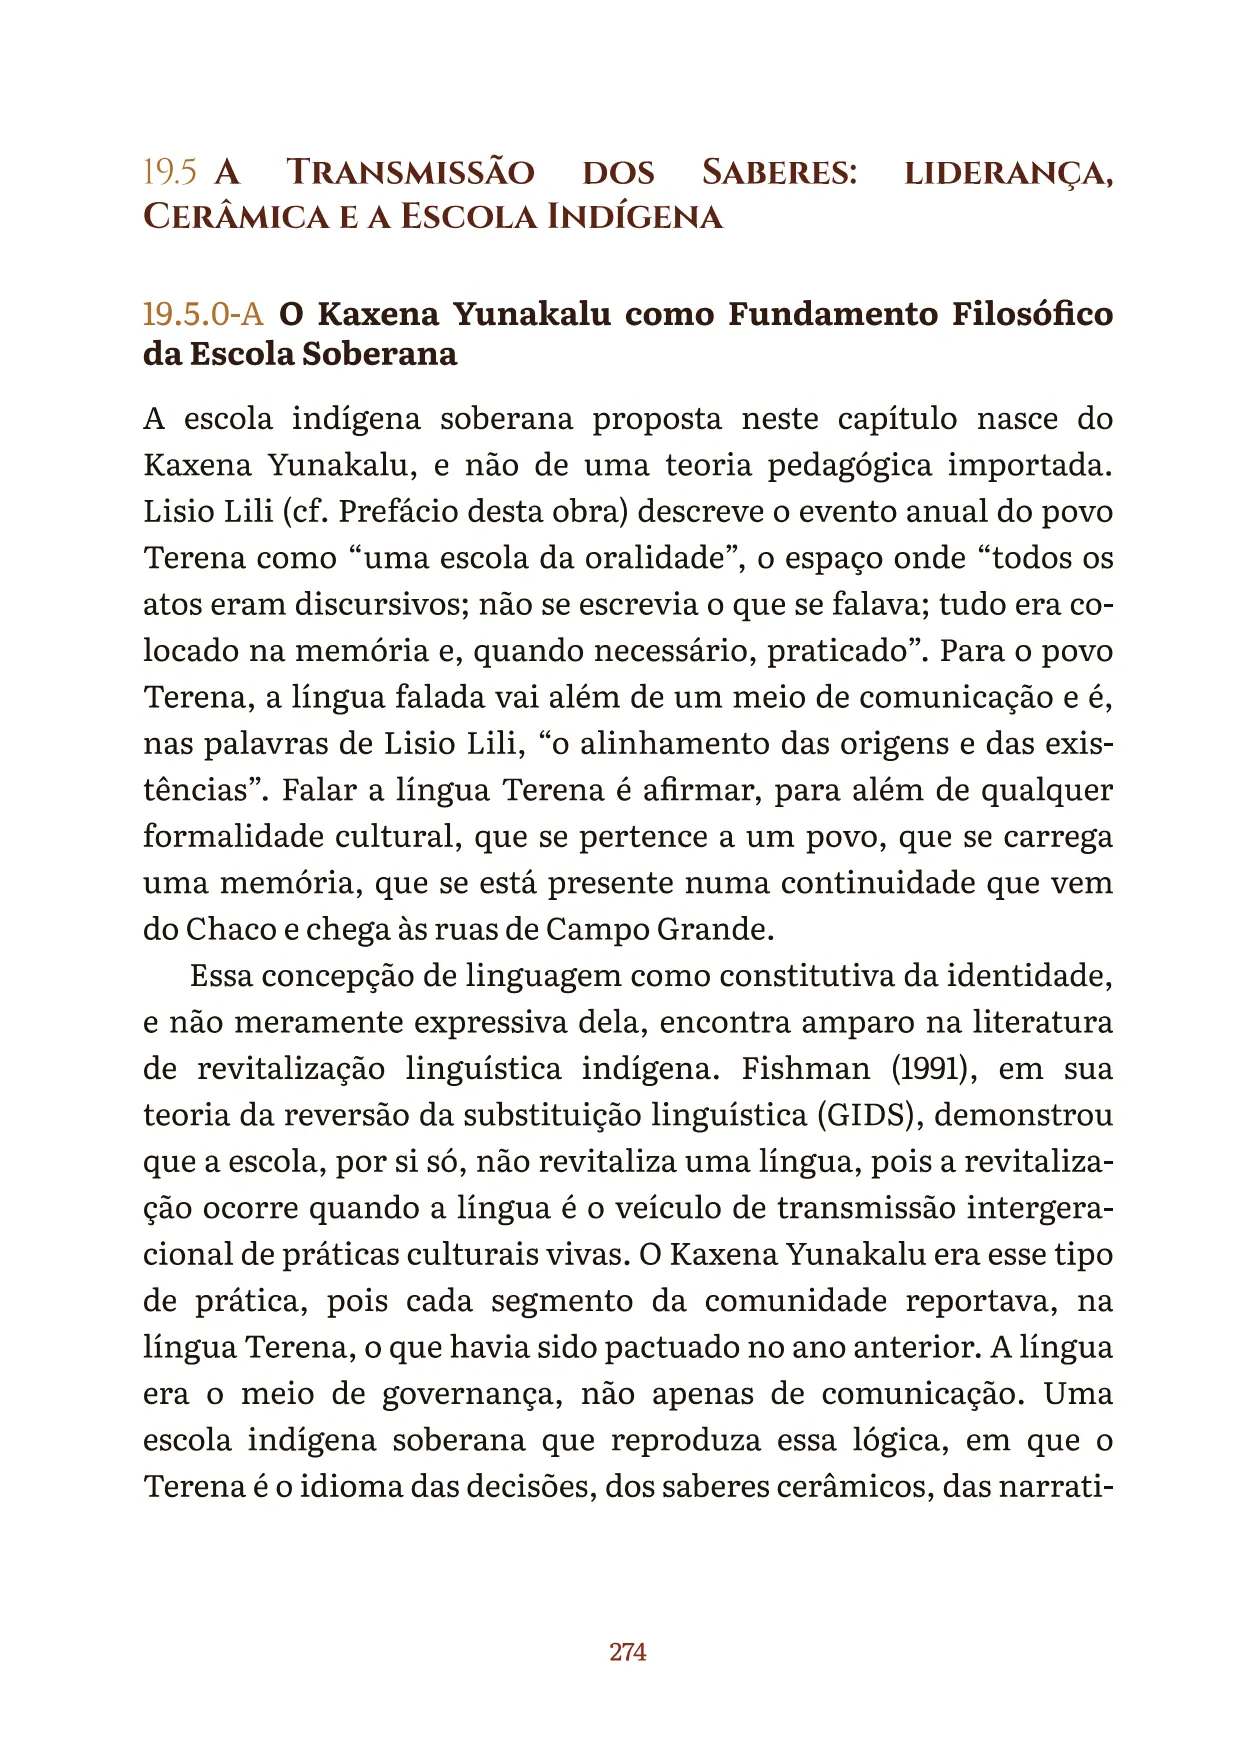 19.5 A Transmissão dos Saberes: liderança,
Cerâmica e a Escola Indígena
19.5.0-A O Kaxena Yunakalu como Fundamento Filosófico
da Escola Soberana
A escola indígena soberana proposta neste capítulo nasce do
Kaxena Yunakalu, e não de uma teoria pedagógica importada.
Lisio Lili (cf. Prefácio desta obra) descreve o evento anual do povo
Terena como “uma escola da oralidade”, o espaço onde “todos os
atos eram discursivos; não se escrevia o que se falava; tudo era co-
locado na memória e, quando necessário, praticado”. Para o povo
Terena, a língua falada vai além de um meio de comunicação e é,
nas palavras de Lisio Lili, “o alinhamento das origens e das exis-
tências”. Falar a língua Terena é afirmar, para além de qualquer
formalidade cultural, que se pertence a um povo, que se carrega
uma memória, que se está presente numa continuidade que vem
do Chaco e chega às ruas de Campo Grande.
Essa concepção de linguagem como constitutiva da identidade,
e não meramente expressiva dela, encontra amparo na literatura
de revitalização linguística indígena. Fishman (1991), em sua
teoria da reversão da substituição linguística (GIDS), demonstrou
que a escola, por si só, não revitaliza uma língua, pois a revitaliza-
ção ocorre quando a língua é o veículo de transmissão intergera-
cional de práticas culturais vivas. O Kaxena Yunakalu era esse tipo
de prática, pois cada segmento da comunidade reportava, na
língua Terena, o que havia sido pactuado no ano anterior. A língua
era o meio de governança, não apenas de comunicação. Uma
escola indígena soberana que reproduza essa lógica, em que o
Terena é o idioma das decisões, dos saberes cerâmicos, das narrati-
274